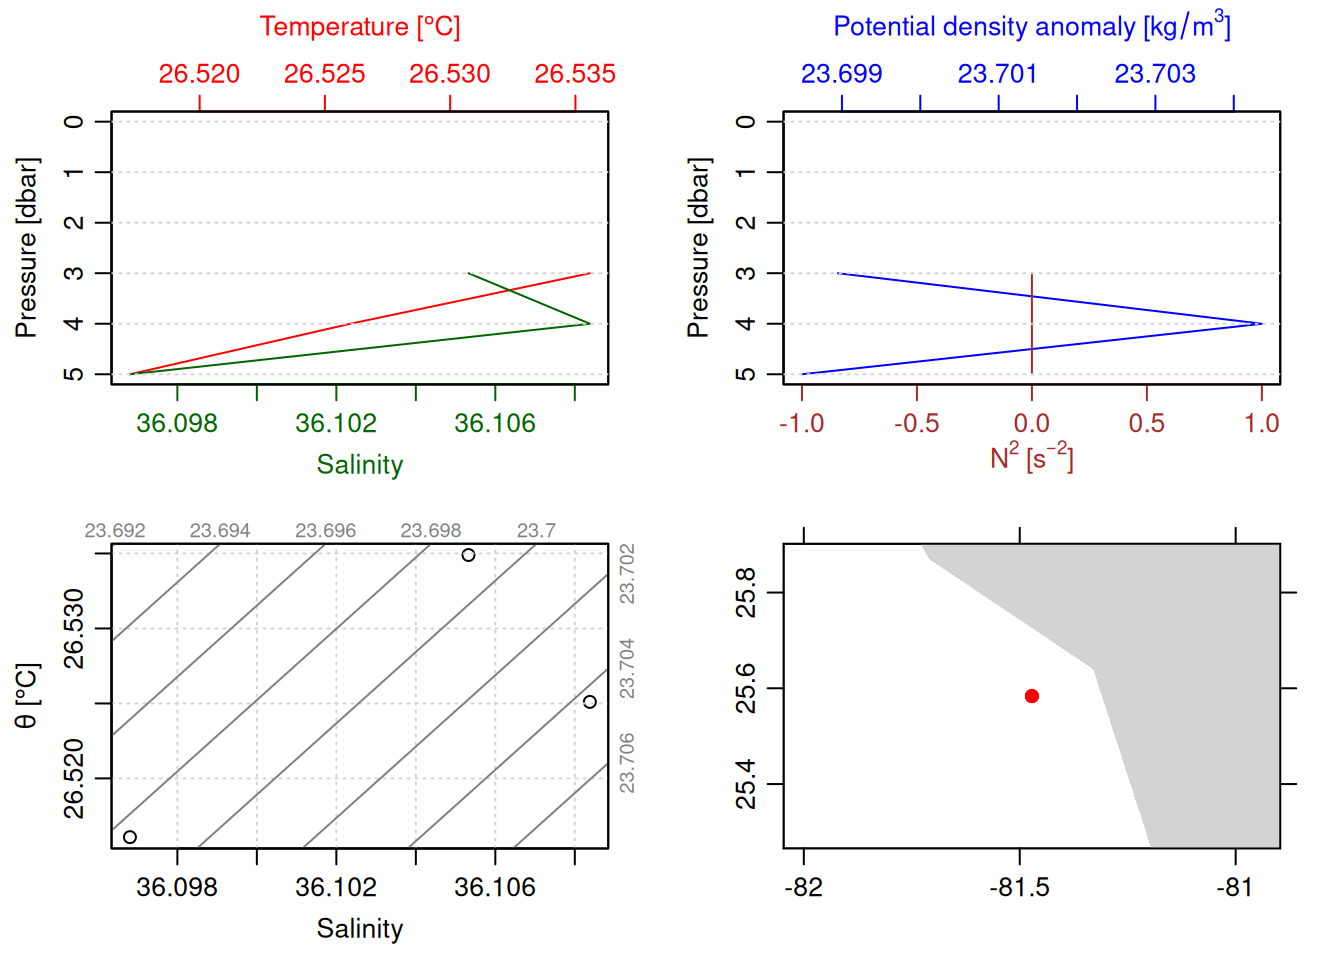 Temperature [°C]
26.520 26.525 26.530 26.535
Pressure [dbar]
0
1
2
3
4
5
36.098 36.102 36.106
Salinity
Potential density anomaly [kg/m³]
23.699 23.701 23.703
Pressure [dbar]
0
1
2
3
4
5
-1.0 -0.5 0.0 0.5 1.0
N² [s⁻²]
23.692 23.694 23.696 23.698 23.7
23.702
23.704
23.706
θ [°C]
26.530
26.520
36.098 36.102 36.106
Salinity
25.8
25.6
25.4
-82 -81.5 -81